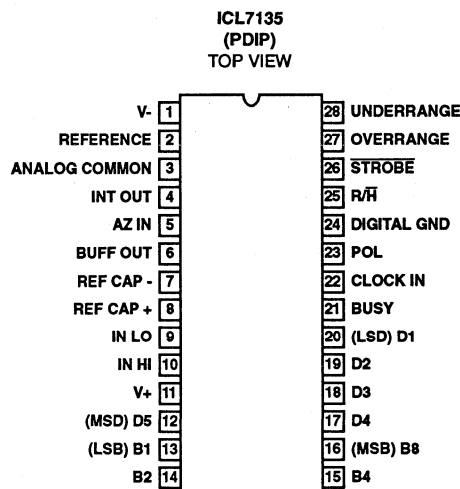 ICL7135
(PDIP)
TOP VIEW
V- 1 28 UNDERRANGE
REFERENCE 2 27 OVERRANGE
ANALOG COMMON 3 26 STROBE
INT OUT 4 25 R/H
AZ IN 5 24 DIGITAL GND
BUFF OUT 6 23 POL
REF CAP - 7 22 CLOCK IN
REF CAP + 8 21 BUSY
IN LO 9 20 (LSD) D1
IN HI 10 19 D2
V+ 11 18 D3
(MSD) D5 12 17 D4
(LSB) B1 13 16 (MSB) B8
B2 14 15 B4